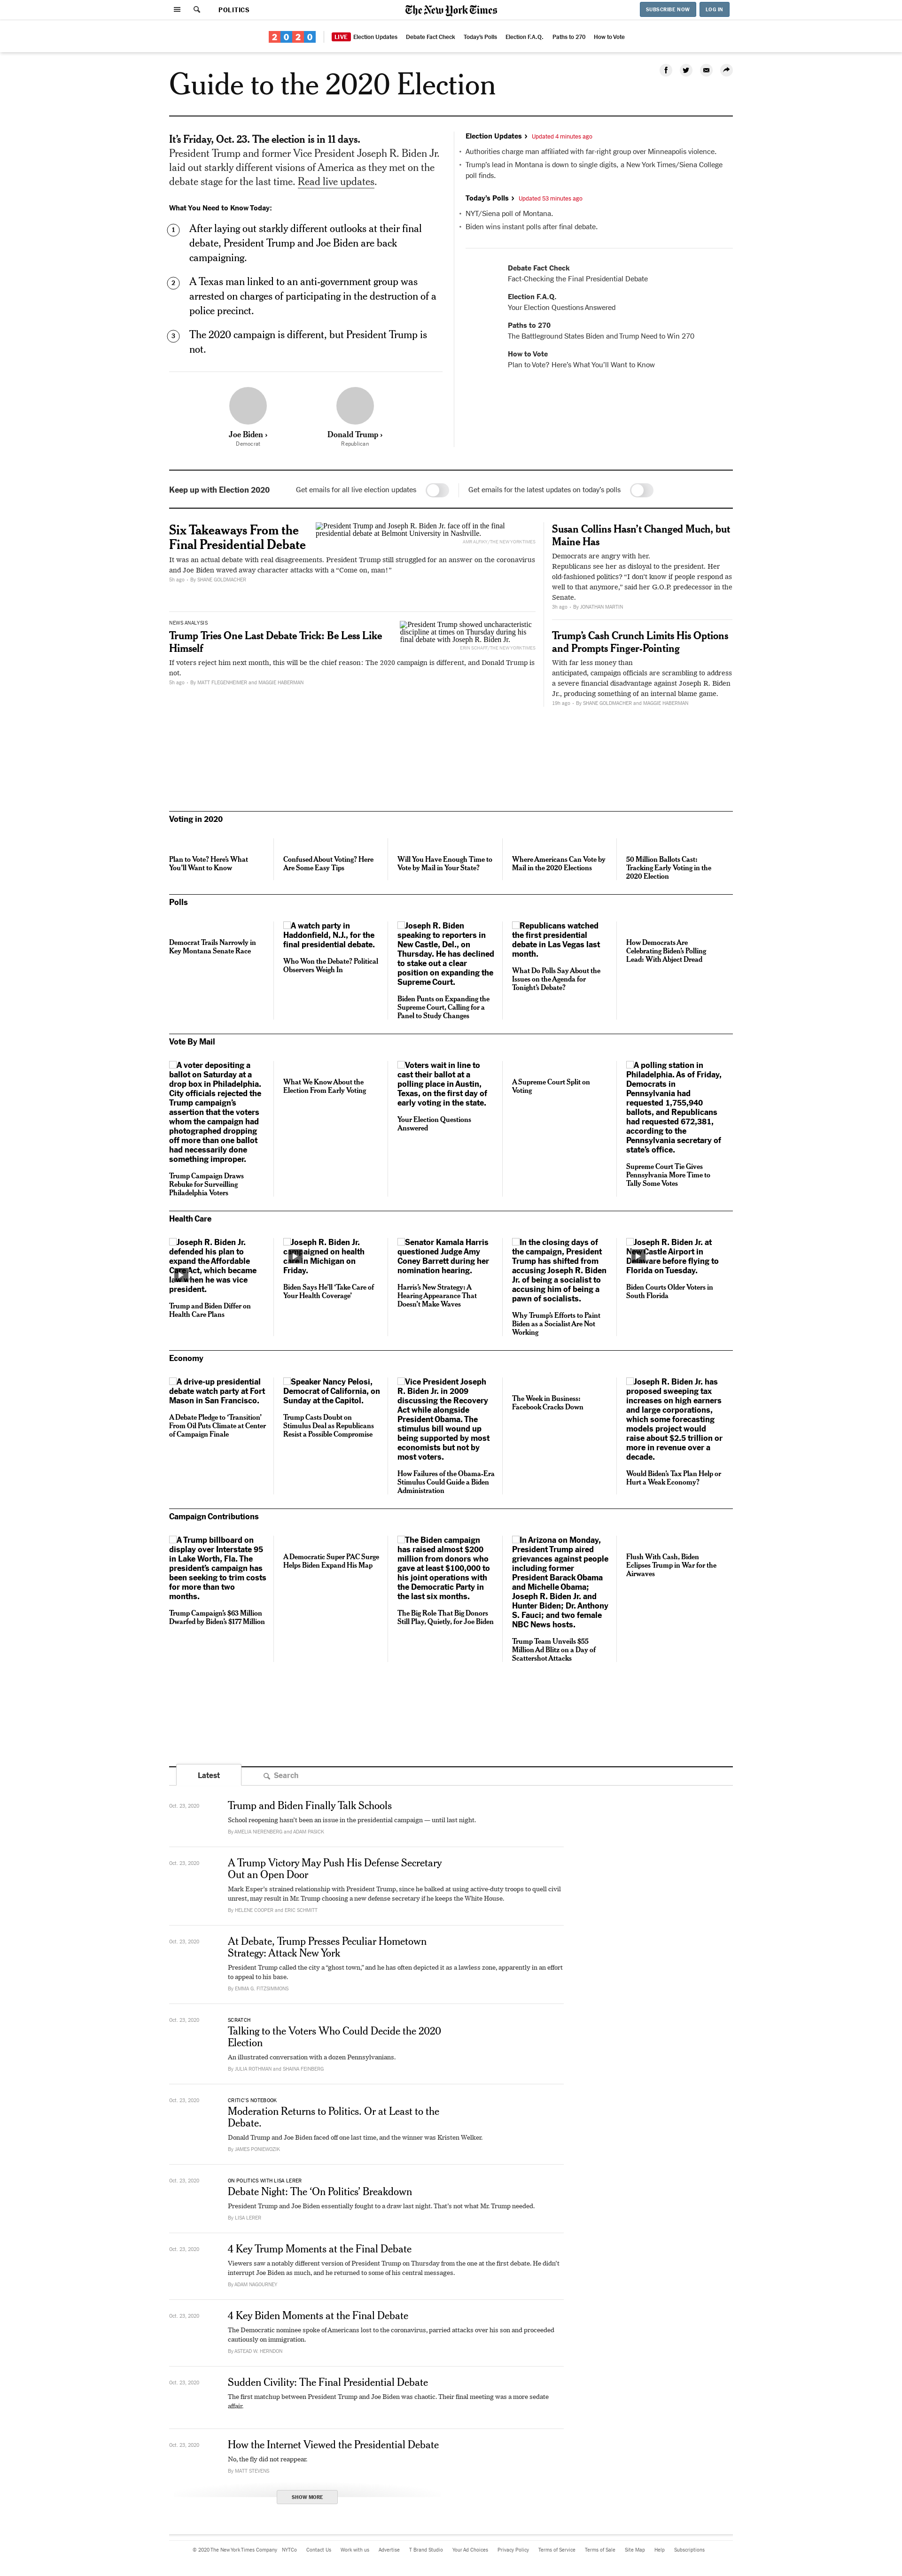 POLITICS
The New York Times
SUBSCRIBE NOW
LOG IN
2020
LIVE Election Updates
Debate Fact Check
Today's Polls
Election F.A.Q.
Paths to 270
How to Vote
Guide to the 2020 Election
It's Friday, Oct. 23. The election is in 11 days.
President Trump and former Vice President Joseph R. Biden Jr.
laid out starkly different visions of America as they met on the
debate stage for the last time. Read live updates.
What You Need to Know Today:
1
After laying out starkly different outlooks at their final
debate, President Trump and Joe Biden are back
campaigning.
2
A Texas man linked to an anti-government group was
arrested on charges of participating in the destruction of a
police precinct.
3
The 2020 campaign is different, but President Trump is
not.
Joe Biden ›
Democrat
Donald Trump ›
Republican
Election Updates › Updated 4 minutes ago
• Authorities charge man affiliated with far-right group over Minneapolis violence.
• Trump's lead in Montana is down to single digits, a New York Times/Siena College
poll finds.
Today's Polls › Updated 53 minutes ago
• NYT/Siena poll of Montana.
• Biden wins instant polls after final debate.
Debate Fact Check
Fact-Checking the Final Presidential Debate
Election F.A.Q.
Your Election Questions Answered
Paths to 270
The Battleground States Biden and Trump Need to Win 270
How to Vote
Plan to Vote? Here's What You'll Want to Know
Keep up with Election 2020
Get emails for all live election updates
Get emails for the latest updates on today's polls
Six Takeaways From the
Final Presidential Debate
President Trump and Joseph R. Biden Jr. face off in the final
presidential debate at Belmont University in Nashville.
AMR ALFIKY/THE NEW YORK TIMES
It was an actual debate with real disagreements. President Trump still struggled for an answer on the coronavirus
and Joe Biden waved away character attacks with a “Come on, man!”
5h ago - By SHANE GOLDMACHER
NEWS ANALYSIS
Trump Tries One Last Debate Trick: Be Less Like
Himself
President Trump showed uncharacteristic
discipline at times on Thursday during his
final debate with Joseph R. Biden Jr.
ERIN SCHAFF/THE NEW YORK TIMES
If voters reject him next month, this will be the chief reason: The 2020 campaign is different, and Donald Trump is
not.
5h ago - By MATT FLEGENHEIMER and MAGGIE HABERMAN
Susan Collins Hasn't Changed Much, but
Maine Has
Democrats are angry with her.
Republicans see her as disloyal to the president. Her
old-fashioned politics? “I don't know if people respond as
well to that anymore,” said her G.O.P. predecessor in the
Senate.
3h ago - By JONATHAN MARTIN
Trump's Cash Crunch Limits His Options
and Prompts Finger-Pointing
With far less money than
anticipated, campaign officials are scrambling to address
a severe financial disadvantage against Joseph R. Biden
Jr., producing something of an internal blame game.
19h ago - By SHANE GOLDMACHER and MAGGIE HABERMAN
Voting in 2020
Plan to Vote? Here's What
You'll Want to Know
Confused About Voting? Here
Are Some Easy Tips
Will You Have Enough Time to
Vote by Mail in Your State?
Where Americans Can Vote by
Mail in the 2020 Elections
50 Million Ballots Cast:
Tracking Early Voting in the
2020 Election
Polls
Democrat Trails Narrowly in
Key Montana Senate Race
A watch party in
Haddonfield, N.J., for the
final presidential debate.
Who Won the Debate? Political
Observers Weigh In
Joseph R. Biden
speaking to reporters in
New Castle, Del., on
Thursday. He has declined
to stake out a clear
position on expanding the
Supreme Court.
Biden Punts on Expanding the
Supreme Court, Calling for a
Panel to Study Changes
Republicans watched
the first presidential
debate in Las Vegas last
month.
What Do Polls Say About the
Issues on the Agenda for
Tonight's Debate?
How Democrats Are
Celebrating Biden's Polling
Lead: With Abject Dread
Vote By Mail
A voter depositing a
ballot on Saturday at a
drop box in Philadelphia.
City officials rejected the
Trump campaign's
assertion that the voters
whom the campaign had
photographed dropping
off more than one ballot
had necessarily done
something improper.
Trump Campaign Draws
Rebuke for Surveilling
Philadelphia Voters
What We Know About the
Election From Early Voting
Voters wait in line to
cast their ballot at a
polling place in Austin,
Texas, on the first day of
early voting in the state.
Your Election Questions
Answered
A Supreme Court Split on
Voting
A polling station in
Philadelphia. As of Friday,
Democrats in
Pennsylvania had
requested 1,755,940
ballots, and Republicans
had requested 672,381,
according to the
Pennsylvania secretary of
state's office.
Supreme Court Tie Gives
Pennsylvania More Time to
Tally Some Votes
Health Care
Joseph R. Biden Jr.
defended his plan to
expand the Affordable
Care Act, which became
law when he was vice
president.
Trump and Biden Differ on
Health Care Plans
Joseph R. Biden Jr.
campaigned on health
care in Michigan on
Friday.
Biden Says He'll ‘Take Care of
Your Health Coverage’
Senator Kamala Harris
questioned Judge Amy
Coney Barrett during her
nomination hearing.
Harris's New Strategy: A
Hearing Appearance That
Doesn't Make Waves
In the closing days of
the campaign, President
Trump has shifted from
accusing Joseph R. Biden
Jr. of being a socialist to
accusing him of being a
pawn of socialists.
Why Trump's Efforts to Paint
Biden as a Socialist Are Not
Working
Joseph R. Biden Jr. at
New Castle Airport in
Delaware before flying to
Florida on Tuesday.
Biden Courts Older Voters in
South Florida
Economy
A drive-up presidential
debate watch party at Fort
Mason in San Francisco.
A Debate Pledge to ‘Transition’
From Oil Puts Climate at Center
of Campaign Finale
Speaker Nancy Pelosi,
Democrat of California, on
Sunday at the Capitol.
Trump Casts Doubt on
Stimulus Deal as Republicans
Resist a Possible Compromise
Vice President Joseph
R. Biden Jr. in 2009
discussing the Recovery
Act while alongside
President Obama. The
stimulus bill wound up
being supported by most
economists but not by
most voters.
How Failures of the Obama-Era
Stimulus Could Guide a Biden
Administration
The Week in Business:
Facebook Cracks Down
Joseph R. Biden Jr. has
proposed sweeping tax
increases on high earners
and large corporations,
which some forecasting
models project would
raise about $2.5 trillion or
more in revenue over a
decade.
Would Biden's Tax Plan Help or
Hurt a Weak Economy?
Campaign Contributions
A Trump billboard on
display over Interstate 95
in Lake Worth, Fla. The
president's campaign has
been seeking to trim costs
for more than two
months.
Trump Campaign's $63 Million
Dwarfed by Biden's $177 Million
A Democratic Super PAC Surge
Helps Biden Expand His Map
The Biden campaign
has raised almost $200
million from donors who
gave at least $100,000 to
his joint operations with
the Democratic Party in
the last six months.
The Big Role That Big Donors
Still Play, Quietly, for Joe Biden
In Arizona on Monday,
President Trump aired
grievances against people
including former
President Barack Obama
and Michelle Obama;
Joseph R. Biden Jr. and
Hunter Biden; Dr. Anthony
S. Fauci; and two female
NBC News hosts.
Trump Team Unveils $55
Million Ad Blitz on a Day of
Scattershot Attacks
Flush With Cash, Biden
Eclipses Trump in War for the
Airwaves
Latest
Search
Oct. 23, 2020
Trump and Biden Finally Talk Schools
School reopening hasn't been an issue in the presidential campaign — until last night.
By AMELIA NIERENBERG and ADAM PASICK
Oct. 23, 2020
A Trump Victory May Push His Defense Secretary
Out an Open Door
Mark Esper's strained relationship with President Trump, since he balked at using active-duty troops to quell civil
unrest, may result in Mr. Trump choosing a new defense secretary if he keeps the White House.
By HELENE COOPER and ERIC SCHMITT
Oct. 23, 2020
At Debate, Trump Presses Peculiar Hometown
Strategy: Attack New York
President Trump called the city a “ghost town,” and he has often depicted it as a lawless zone, apparently in an effort
to appeal to his base.
By EMMA G. FITZSIMMONS
Oct. 23, 2020
SCRATCH
Talking to the Voters Who Could Decide the 2020
Election
An illustrated conversation with a dozen Pennsylvanians.
By JULIA ROTHMAN and SHAINA FEINBERG
Oct. 23, 2020
CRITIC'S NOTEBOOK
Moderation Returns to Politics. Or at Least to the
Debate.
Donald Trump and Joe Biden faced off one last time, and the winner was Kristen Welker.
By JAMES PONIEWOZIK
Oct. 23, 2020
ON POLITICS WITH LISA LERER
Debate Night: The ‘On Politics’ Breakdown
President Trump and Joe Biden essentially fought to a draw last night. That's not what Mr. Trump needed.
By LISA LERER
Oct. 23, 2020
4 Key Trump Moments at the Final Debate
Viewers saw a notably different version of President Trump on Thursday from the one at the first debate. He didn't
interrupt Joe Biden as much, and he returned to some of his central messages.
By ADAM NAGOURNEY
Oct. 23, 2020
4 Key Biden Moments at the Final Debate
The Democratic nominee spoke of Americans lost to the coronavirus, parried attacks over his son and proceeded
cautiously on immigration.
By ASTEAD W. HERNDON
Oct. 23, 2020
Sudden Civility: The Final Presidential Debate
The first matchup between President Trump and Joe Biden was chaotic. Their final meeting was a more sedate
affair.
Oct. 23, 2020
How the Internet Viewed the Presidential Debate
No, the fly did not reappear.
By MATT STEVENS
SHOW MORE
© 2020 The New York Times Company
NYTCo
Contact Us
Work with us
Advertise
T Brand Studio
Your Ad Choices
Privacy Policy
Terms of Service
Terms of Sale
Site Map
Help
Subscriptions